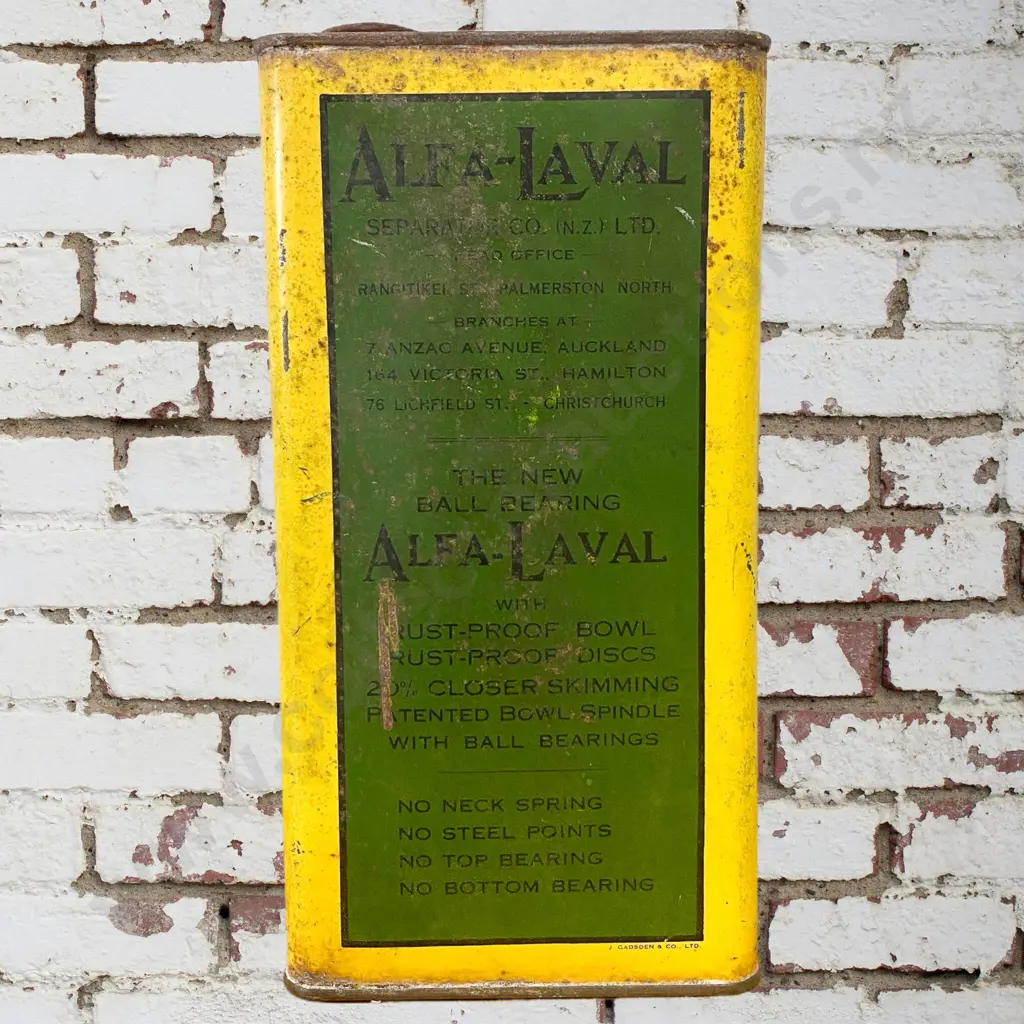 ALFA-LAVAL
SEPARATOR CO. (N.Z.) LTD.
HEAD OFFICE
RANGITIKEI ST., PALMERSTON NORTH
— BRANCHES AT —
7 ANZAC AVENUE, AUCKLAND
164 VICTORIA ST., HAMILTON
76 LICHFIELD ST. - CHRISTCHURCH
THE NEW
BALL BEARING
ALFA-LAVAL
WITH
RUST-PROOF BOWL
RUST-PROOF DISCS
20% CLOSER SKIMMING
PATENTED BOWL SPINDLE
WITH BALL BEARINGS
NO NECK SPRING
NO STEEL POINTS
NO TOP BEARING
NO BOTTOM BEARING
J. GADSDEN & CO., LTD.